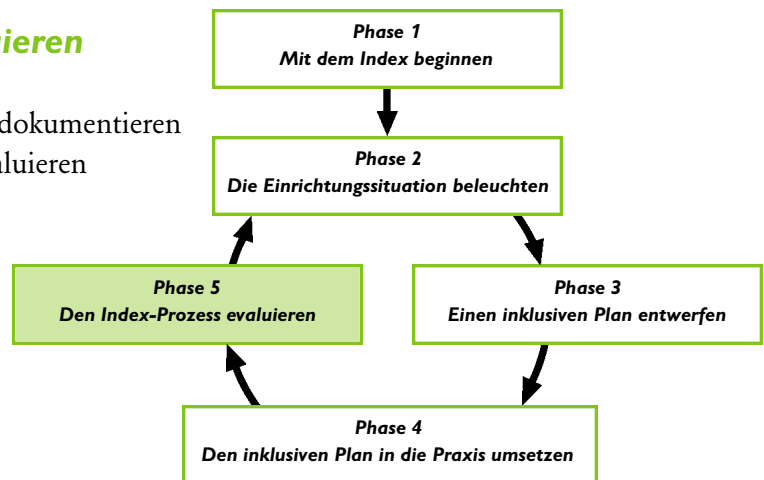 ieren
dokumentieren
aluieren
Phase 1
Mit dem Index beginnen
Phase 2
Die Einrichtungssituation beleuchten
Phase 5
Den Index-Prozess evaluieren
Phase 3
Einen inklusiven Plan entwerfen
Phase 4
Den inklusiven Plan in die Praxis umsetzen